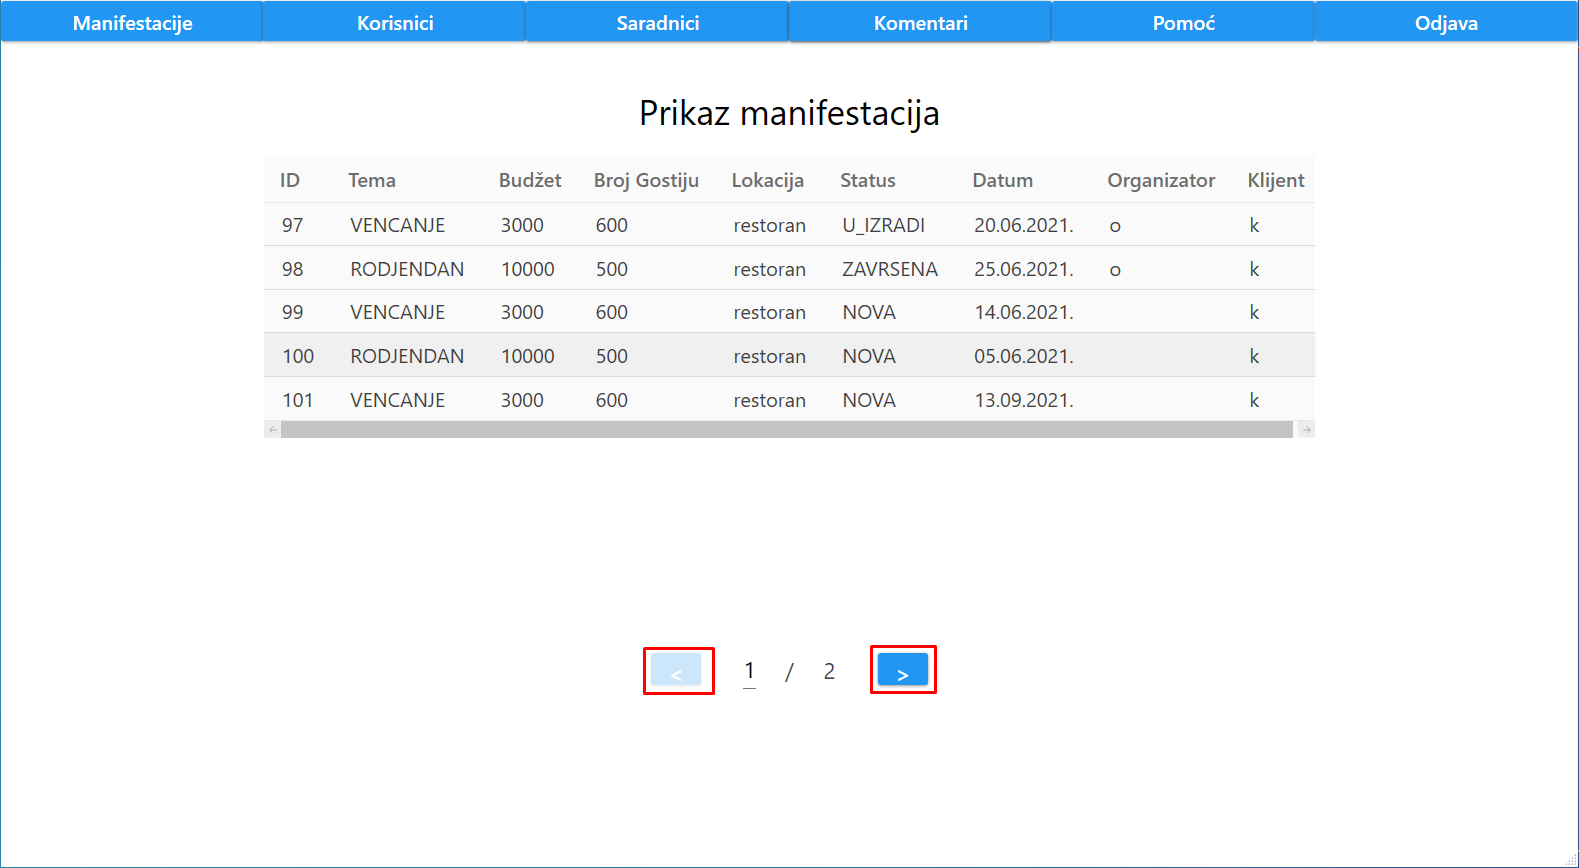 Manifestacije Korisnici Saradnici Komentari Pomoć Odjava
Prikaz manifestacija
ID Tema Budžet Broj Gostiju Lokacija Status Datum Organizator Klijent
97 VENCANJE 3000 600 restoran U_IZRADI 20.06.2021. o k
98 RODJENDAN 10000 500 restoran ZAVRSENA 25.06.2021. o k
99 VENCANJE 3000 600 restoran NOVA 14.06.2021. k
100 RODJENDAN 10000 500 restoran NOVA 05.06.2021. k
101 VENCANJE 3000 600 restoran NOVA 13.09.2021. k
< 1 / 2 >